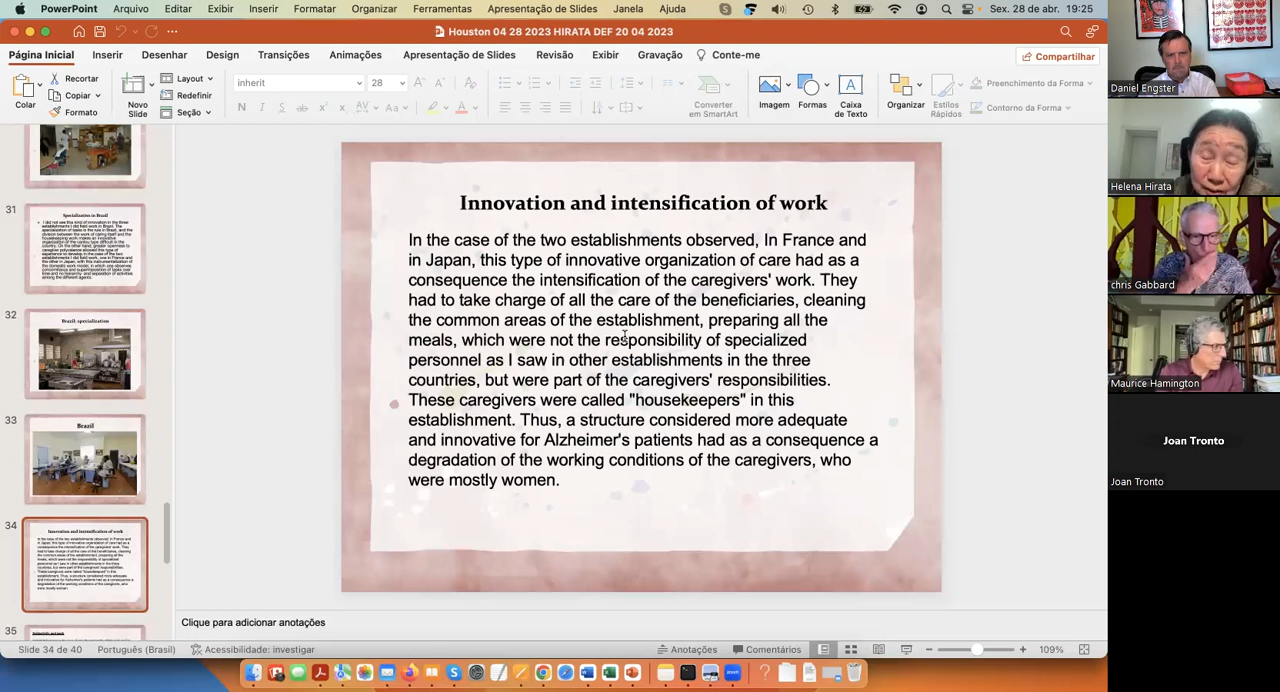 PowerPoint Arquivo Editar Exibir Inserir Formatar Organizar Ferramentas Apresentação de Slides Janela Ajuda Sex. 28 de abr. 19:25
Houston 04 28 2023 HIRATA DEF 20 04 2023
Página Inicial Inserir Desenhar Design Transições Animações Apresentação de Slides Revisão Exibir Gravação Conte-me Compartilhar
Colar
Recortar
Copiar
Formato
Novo
Slide
Layout
Redefinir
Seção
inherit 28
N I S ab x x AV Aa A
Converter
em SmartArt
Imagem
Formas
Caixa
de Texto
Organizar
Estilos
Rápidos
Preenchimento da Forma
Contorno da Forma
31
Specialization in Brazil
32
Brazil: specialization
33
Brazil
34
Innovation and intensification of work
35
Innovation and intensification of work
In the case of the two establishments observed, In France and
in Japan, this type of innovative organization of care had as a
consequence the intensification of the caregivers' work. They
had to take charge of all the care of the beneficiaries, cleaning
the common areas of the establishment, preparing all the
meals, which were not the responsibility of specialized
personnel as I saw in other establishments in the three
countries, but were part of the caregivers' responsibilities.
These caregivers were called "housekeepers" in this
establishment. Thus, a structure considered more adequate
and innovative for Alzheimer's patients had as a consequence a
degradation of the working conditions of the caregivers, who
were mostly women.
Clique para adicionar anotações
Slide 34 de 40 Português (Brasil) Acessibilidade: investigar Anotações Comentários 109%
Daniel Engster
Helena Hirata
chris Gabbard
Maurice Hamington
Joan Tronto
Joan Tronto